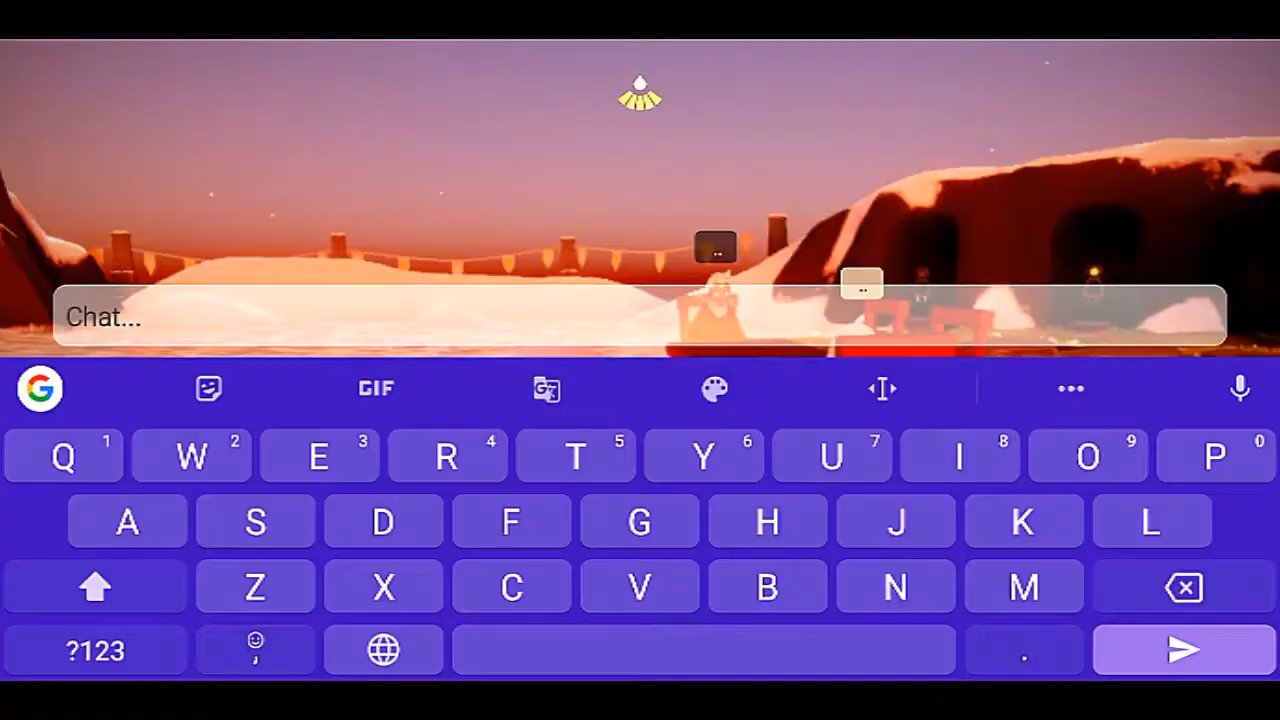 ..
..
Chat...
G GIF G
Q 1 W 2 E 3 R 4 T 5 Y 6 U 7 I 8 O 9 P 0
A S D F G H J K L
Z X C V B N M
?123 , .